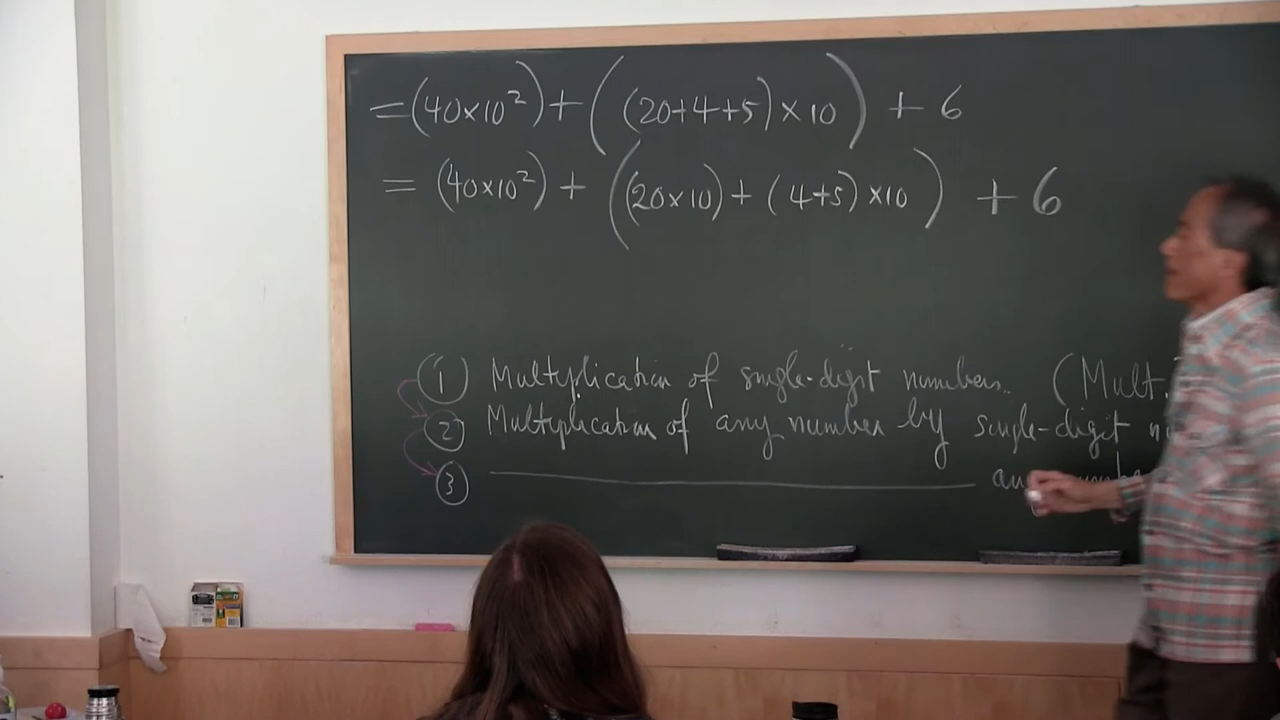 =(40×10²)+((20+4+5)×10)+6
=(40×10²)+((20×10)+(4+5)×10)+6
① Multiplication of single-digit numbers.. (Mult.
② Multiplication of any number by single-digit
③